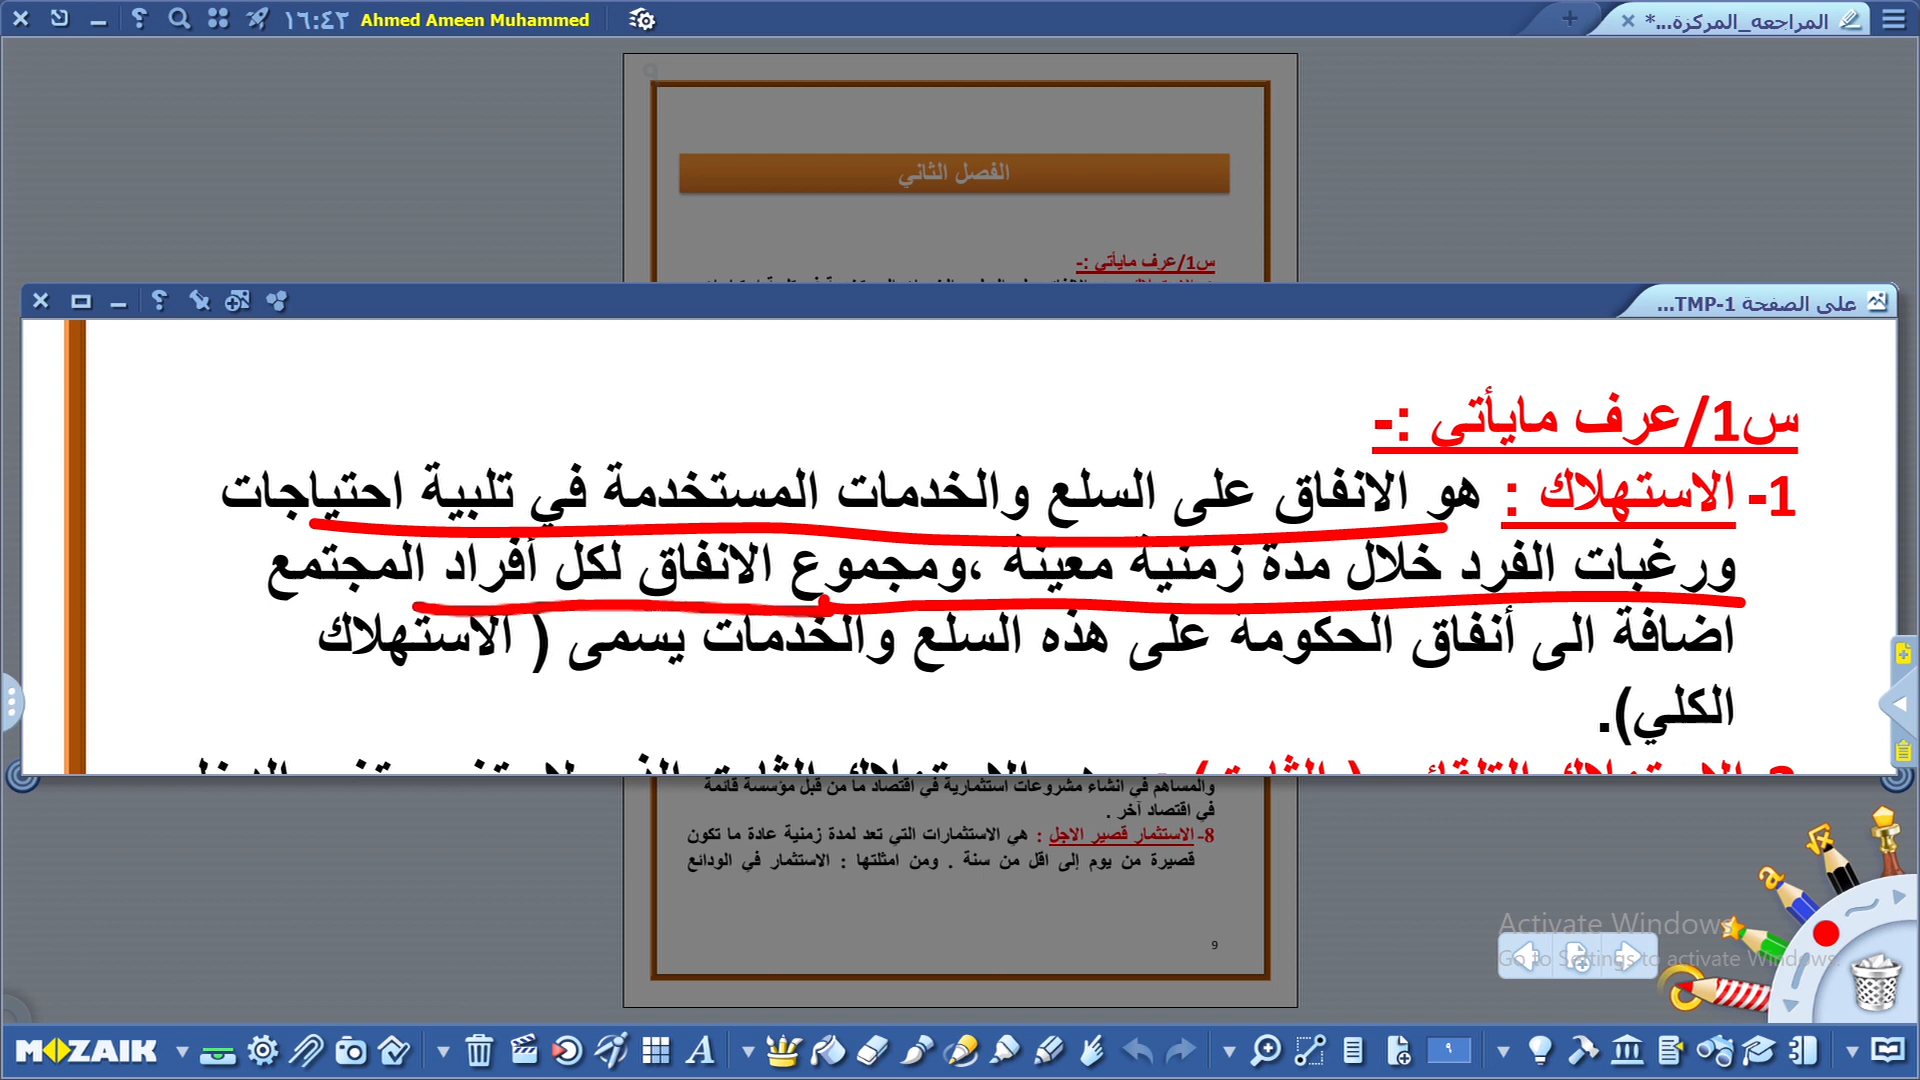 ١٦:٤٢ Ahmed Ameen Muhammed
المراجعه_المركزة...*
الفصل الثاني
س1/عرف مايأتي :-
على الصفحة TMP-1...
س1/عرف مايأتي :-
1- الاستهلاك : هو الانفاق على السلع والخدمات المستخدمة في تلبية احتياجات
ورغبات الفرد خلال مدة زمنية معينة ،ومجموع الانفاق لكل أفراد المجتمع
اضافة الى أنفاق الحكومة على هذه السلع والخدمات يسمى ( الاستهلاك
الكلي).
والمساهم في انشاء مشروعات استثمارية في اقتصاد ما من قبل مؤسسة قائمة
في اقتصاد آخر .
8- الاستثمار قصير الاجل : هي الاستثمارات التي تعد لمدة زمنية عادة ما تكون
قصيرة من يوم إلى اقل من سنة . ومن امثلتها : الاستثمار في الودائع
9
Activate Windows
Go to Settings to activate Windows.
MOZAIK
٩